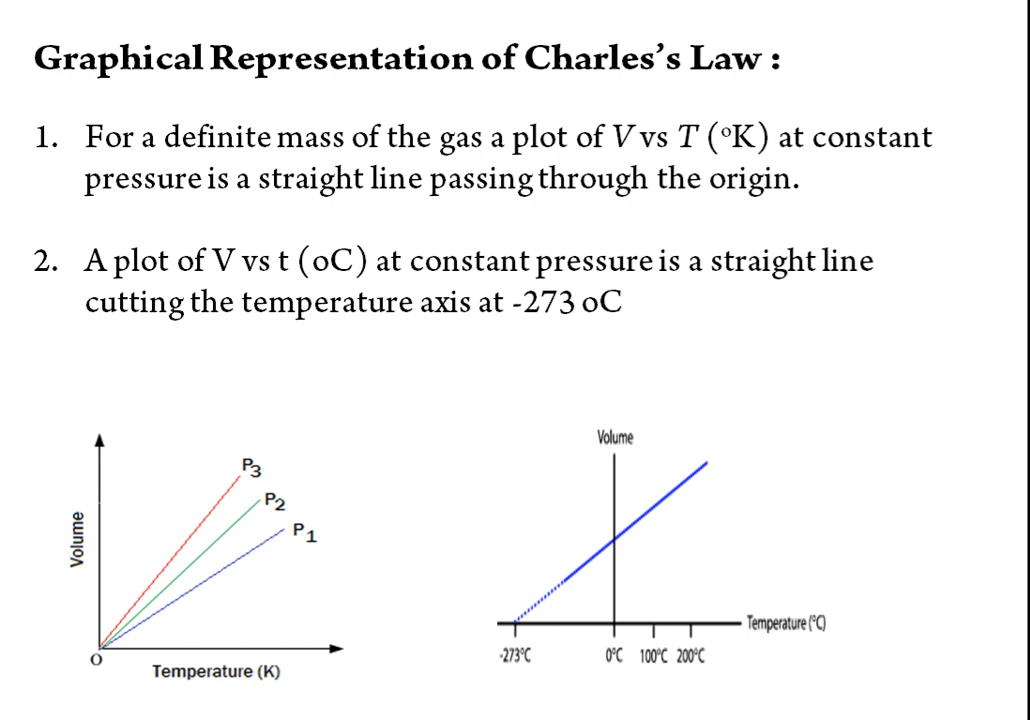 Graphical Representation of Charles's Law :
1. For a definite mass of the gas a plot of V vs T (°K) at constant
pressure is a straight line passing through the origin.
2. A plot of V vs t (oC) at constant pressure is a straight line
cutting the temperature axis at -273 oC
Volume
P3
P2
P1
O
Temperature (K)
Volume
Temperature (°C)
-273°C 0°C 100°C 200°C